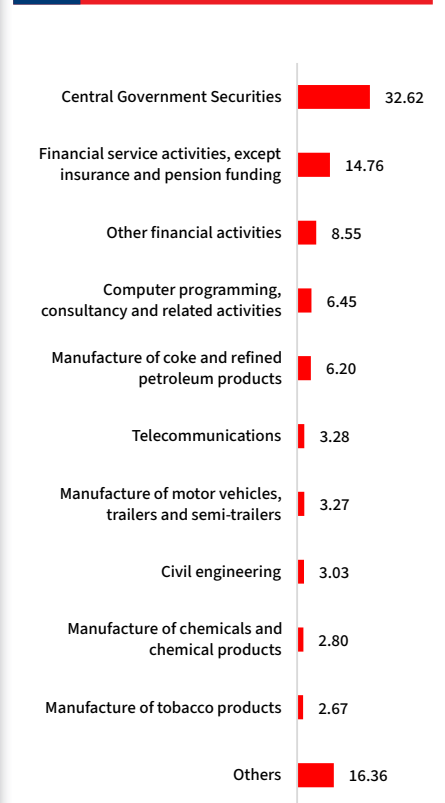 Central Government Securities
32.62
Financial service activities, except
insurance and pension funding
14.76
Other financial activities
8.55
Computer programming,
consultancy and related activities
6.45
Manufacture of coke and refined
petroleum products
6.20
Telecommunications
3.28
Manufacture of motor vehicles,
trailers and semi-trailers
3.27
Civil engineering
3.03
Manufacture of chemicals and
chemical products
2.80
Manufacture of tobacco products
2.67
Others
16.36